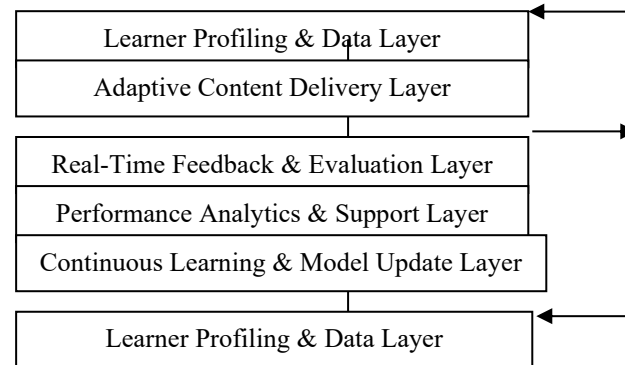 Learner Profiling & Data Layer
Adaptive Content Delivery Layer
Real-Time Feedback & Evaluation Layer
Performance Analytics & Support Layer
Continuous Learning & Model Update Layer
Learner Profiling & Data Layer